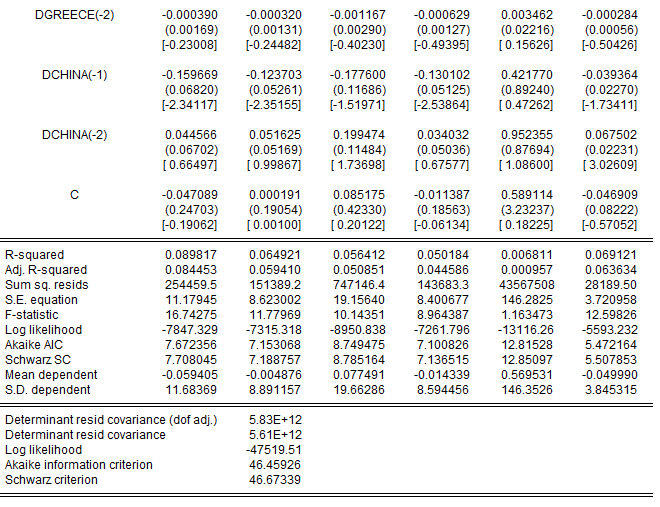 DGREECE(-2) -0.000390 -0.000320 -0.001167 -0.000629 0.003462 -0.000284
(0.00169) (0.00131) (0.00290) (0.00127) (0.02216) (0.00056)
[-0.23008] [-0.24482] [-0.40230] [-0.49395] [ 0.15626] [-0.50426]
DCHINA(-1) -0.159669 -0.123703 -0.177600 -0.130102 0.421770 -0.039364
(0.06820) (0.05261) (0.11686) (0.05125) (0.89240) (0.02270)
[-2.34117] [-2.35155] [-1.51971] [-2.53864] [ 0.47262] [-1.73411]
DCHINA(-2) 0.044566 0.051625 0.199474 0.034032 0.952355 0.067502
(0.06702) (0.05169) (0.11484) (0.05036) (0.87694) (0.02231)
[ 0.66497] [ 0.99867] [ 1.73698] [ 0.67577] [ 1.08600] [ 3.02609]
C -0.047089 0.000191 0.085175 -0.011387 0.589114 -0.046909
(0.24703) (0.19054) (0.42330) (0.18563) (3.23237) (0.08222)
[-0.19062] [ 0.00100] [ 0.20122] [-0.06134] [ 0.18225] [-0.57052]
R-squared 0.089817 0.064921 0.056412 0.050184 0.006811 0.069121
Adj. R-squared 0.084453 0.059410 0.050851 0.044586 0.000957 0.063634
Sum sq. resids 254459.5 151389.2 747146.4 143683.3 43567508 28189.50
S.E. equation 11.17945 8.623002 19.15640 8.400677 146.2825 3.720958
F-statistic 16.74275 11.77969 10.14351 8.964387 1.163473 12.59826
Log likelihood -7847.329 -7315.318 -8950.838 -7261.796 -13116.26 -5593.232
Akaike AIC 7.672356 7.153068 8.749475 7.100826 12.81528 5.472164
Schwarz SC 7.708045 7.188757 8.785164 7.136515 12.85097 5.507853
Mean dependent -0.059405 -0.004876 0.077491 -0.014339 0.569531 -0.049990
S.D. dependent 11.68369 8.891157 19.66286 8.594456 146.3526 3.845315
Determinant resid covariance (dof adj.) 5.83E+12
Determinant resid covariance 5.61E+12
Log likelihood -47519.51
Akaike information criterion 46.45926
Schwarz criterion 46.67339